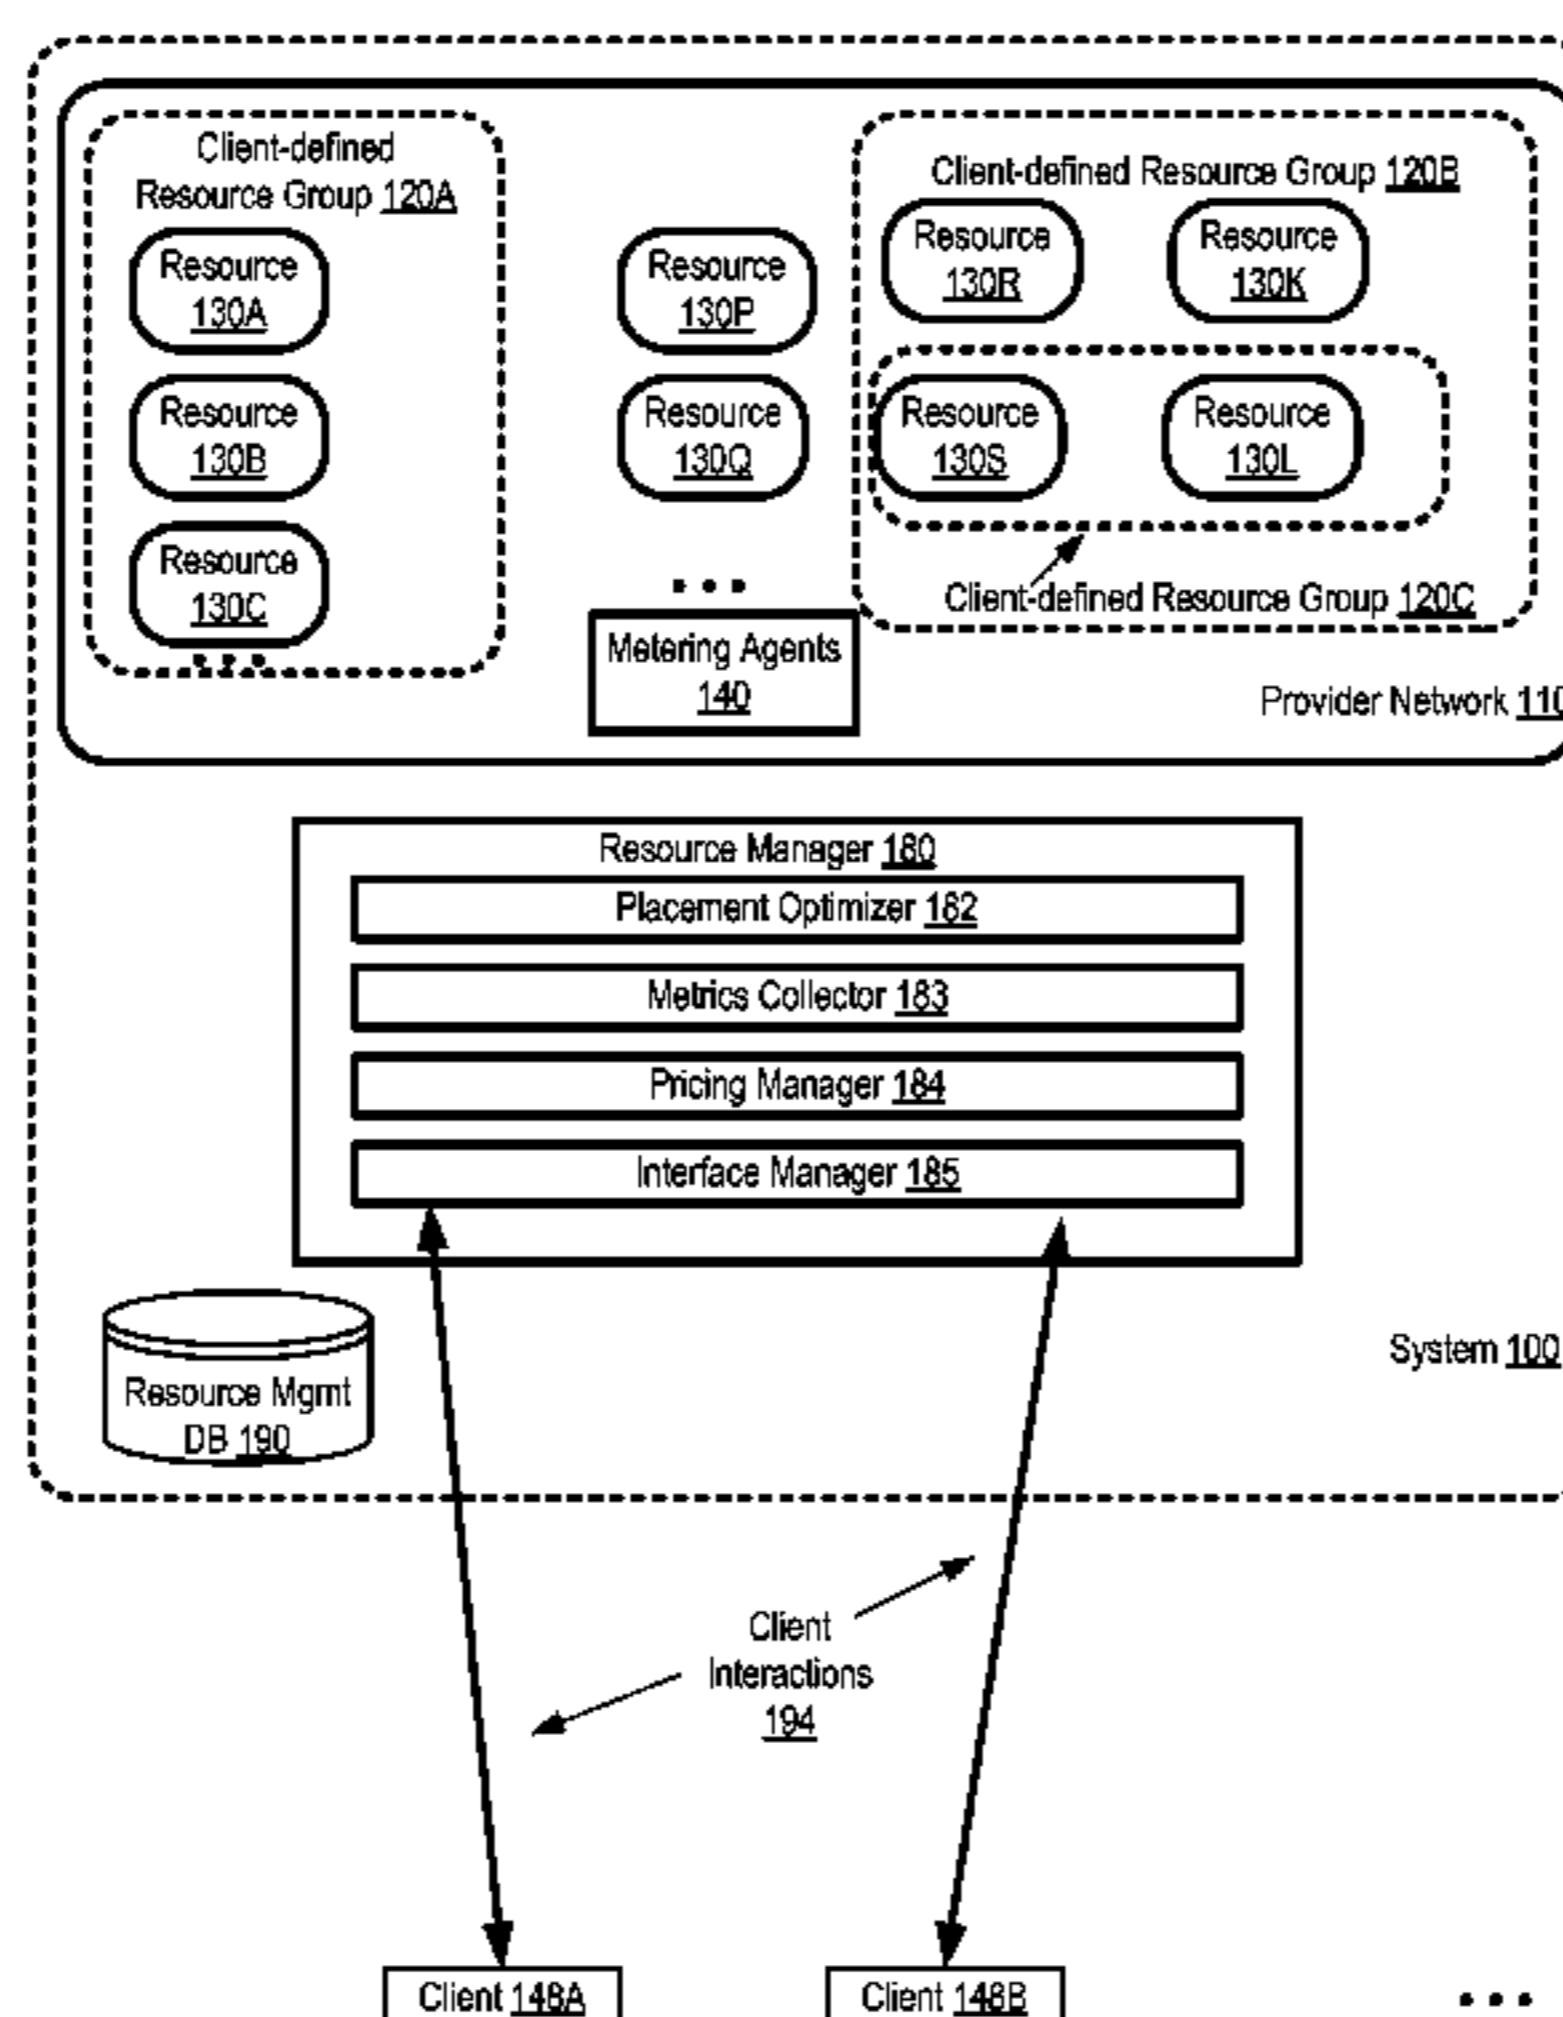 Client-defined
Resource Group 120A
Resource
130A
Resource
130B
Resource
130C
...
Resource
130P
Resource
130Q
...
Metering Agents
140
Client-defined Resource Group 120B
Resource
130R
Resource
130K
Resource
130S
Resource
130L
Client-defined Resource Group 120C
Provider Network 110
Resource Manager 180
Placement Optimizer 182
Metrics Collector 183
Pricing Manager 184
Interface Manager 185
Resource Mgmt
DB 190
System 100
Client
Interactions
194
Client 148A
Client 148B
...